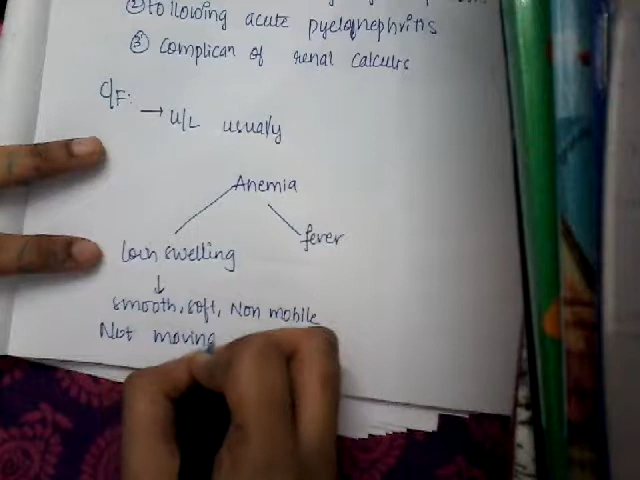 ② following acute pyelonephritis
③ complican of renal calculis
C/F:
→ U/L usually
Anemia
loin swelling
fever
↓
smooth, soft, Non mobile
Not moving